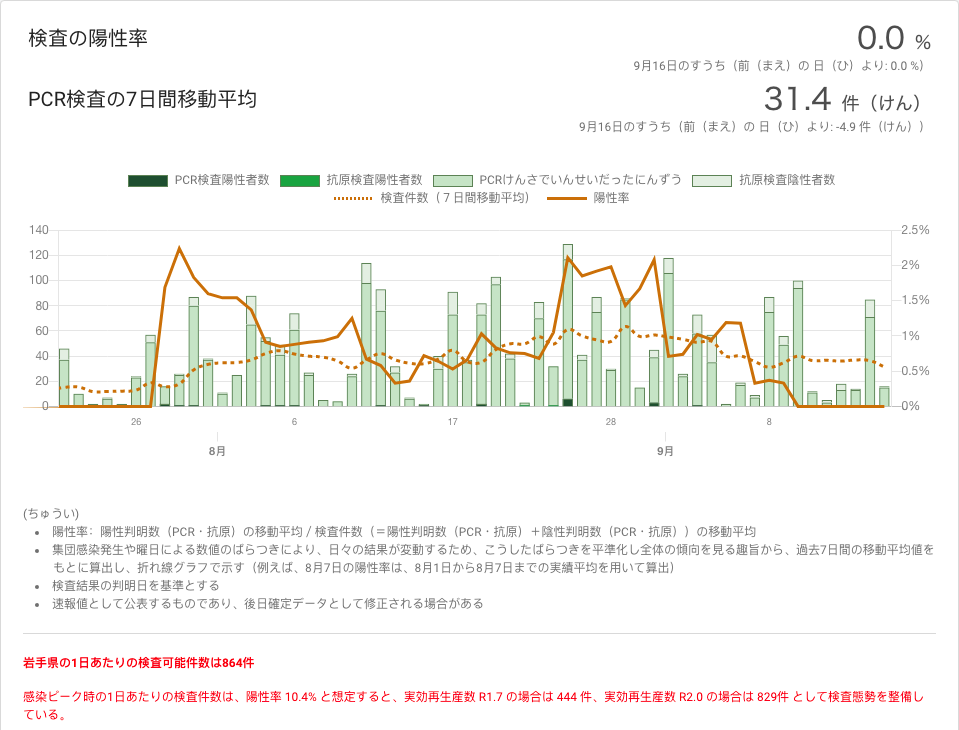 検査の陽性率
0.0 %
9月16日のすうち（前（まえ）の 日（ひ）より: 0.0 %）
PCR検査の7日間移動平均
31.4 件（けん）
9月16日のすうち（前（まえ）の 日（ひ）より: -4.9 件（けん））
PCR検査陽性者数 抗原検査陽性者数 PCRけんさでいんせいだったにんずう 抗原検査陰性者数
検査件数（７日間移動平均） 陽性率
140 2.5%
120 2%
100 1.5%
80
60 1%
40 0.5%
20
0 0%
26 6 17 28 8
8月 9月
(ちゅうい)
陽性率：陽性判明数（PCR・抗原）の移動平均 / 検査件数（＝陽性判明数（PCR・抗原）＋陰性判明数（PCR・抗原））の移動平均
集団感染発生や曜日による数値のばらつきにより、日々の結果が変動するため、こうしたばらつきを平準化し全体の傾向を見る趣旨から、過去7日間の移動平均値を
もとに算出し、折れ線グラフで示す（例えば、8月7日の陽性率は、8月1日から8月7日までの実績平均を用いて算出）
検査結果の判明日を基準とする
速報値として公表するものであり、後日確定データとして修正される場合がある
岩手県の1日あたりの検査可能件数は864件
感染ピーク時の1日あたりの検査件数は、陽性率 10.4% と想定すると、実効再生産数 R1.7 の場合は 444 件、実効再生産数 R2.0 の場合は 829件 として検査態勢を整備し
ている。